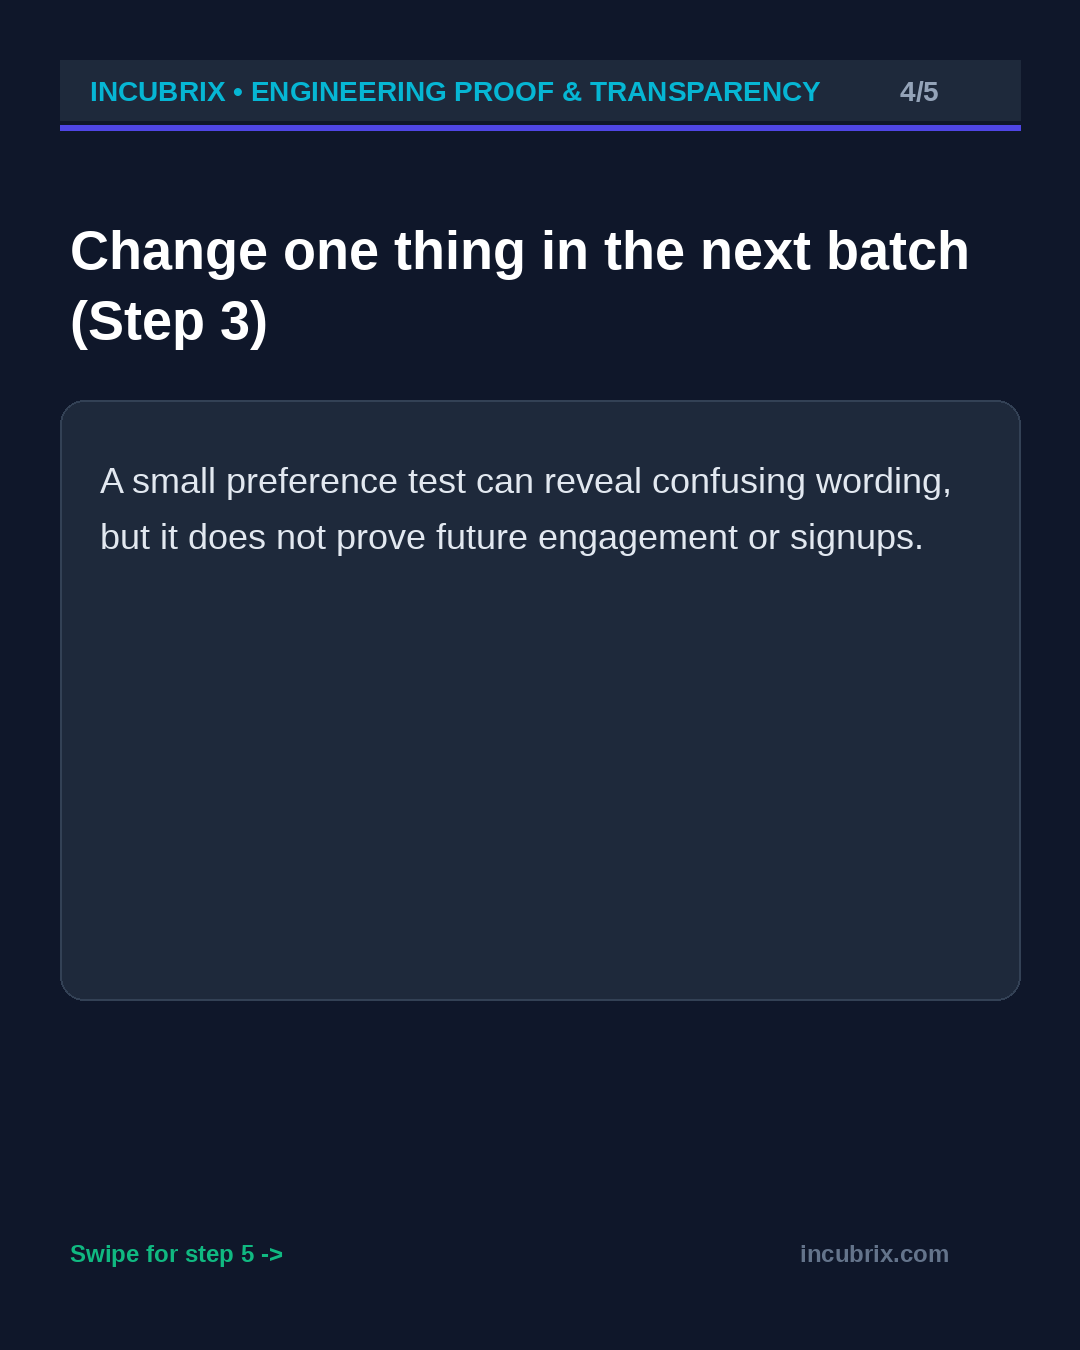 INCUBRIX • ENGINEERING PROOF & TRANSPARENCY 4/5
Change one thing in the next batch
(Step 3)
A small preference test can reveal confusing wording,
but it does not prove future engagement or signups.
Swipe for step 5 -> incubrix.com